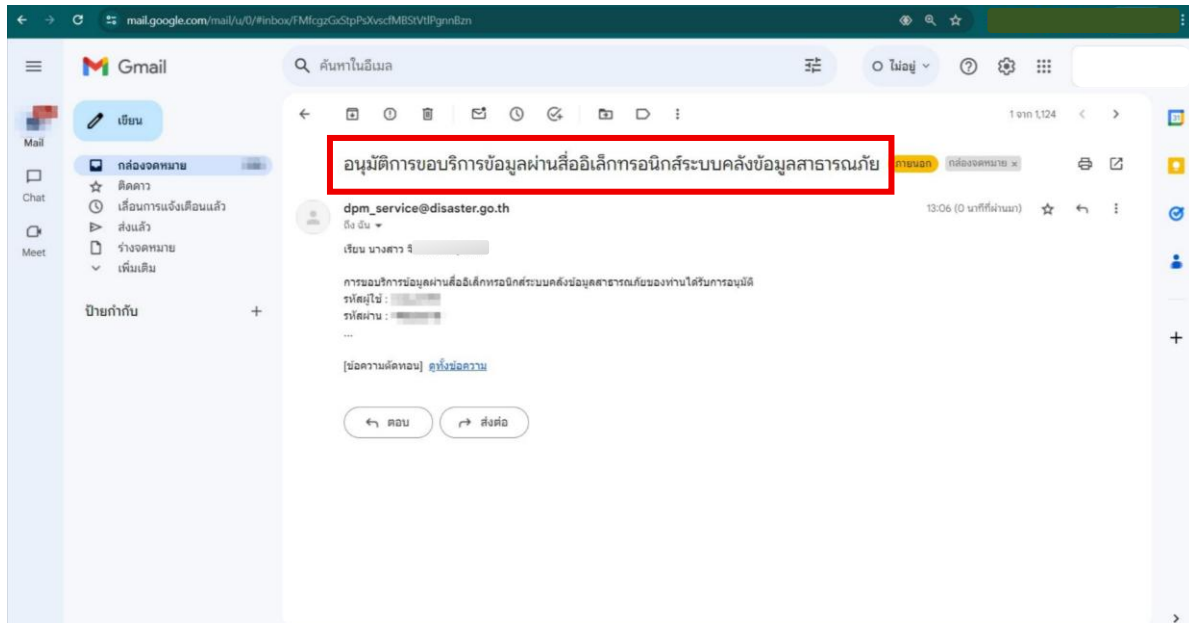 mail.google.com/mail/u/0/#inbox/FMfcgzGxStpPsXvscfMBStVtlPgnnBzn
Gmail
ค้นหาในอีเมล
ไม่อยู่
Mail
Chat
Meet
เขียน
กล่องจดหมาย
ติดดาว
เลื่อนการแจ้งเตือนแล้ว
ส่งแล้ว
ร่างจดหมาย
เพิ่มเติม
ป้ายกำกับ
1 จาก 1,124
อนุมัติการขอบริการข้อมูลผ่านสื่ออิเล็กทรอนิกส์ระบบคลังข้อมูลสาธารณภัย
ภายนอก
กล่องจดหมาย x
dpm_service@disaster.go.th
13:06 (0 นาทีที่ผ่านมา)
ถึง ฉัน
เรียน นางสาว
การขอบริการข้อมูลผ่านสื่ออิเล็กทรอนิกส์ระบบคลังข้อมูลสาธารณภัยของท่านได้รับการอนุมัติ
รหัสผู้ใช้ :
รหัสผ่าน :
...
[ข้อความตัดทอน] ดูทั้งข้อความ
ตอบ
ส่งต่อ
31